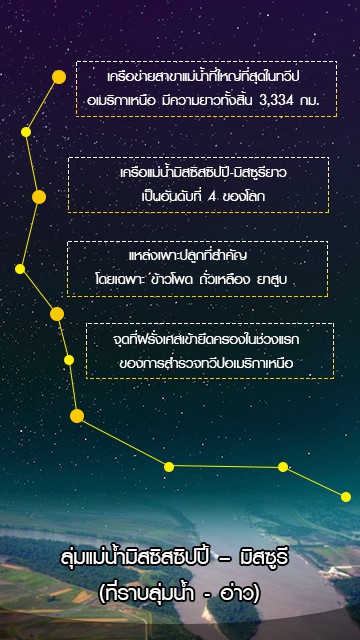 เครือข่ายสาขาแม่น้ำที่ใหญ่ที่สุดในทวีป
อเมริกาเหนือ มีความยาวทั้งสิ้น 3,334 กม.
เครือแม่น้ำมิสซิสซิปปี-มิสซูรียาว
เป็นอันดับที่ 4 ของโลก
แหล่งเพาะปลูกที่สำคัญ
โดยเฉพาะ ข้าวโพด ถั่วเหลือง ยาสูบ
จุดที่ฝรั่งเศสเข้ายึดครองในช่วงแรก
ของการสำรวจทวีปอเมริกาเหนือ
ลุ่มแม่น้ำมิสซิสซิปปี้ – มิสซูรี
(ที่ราบลุ่มน้ำ - อ่าว)